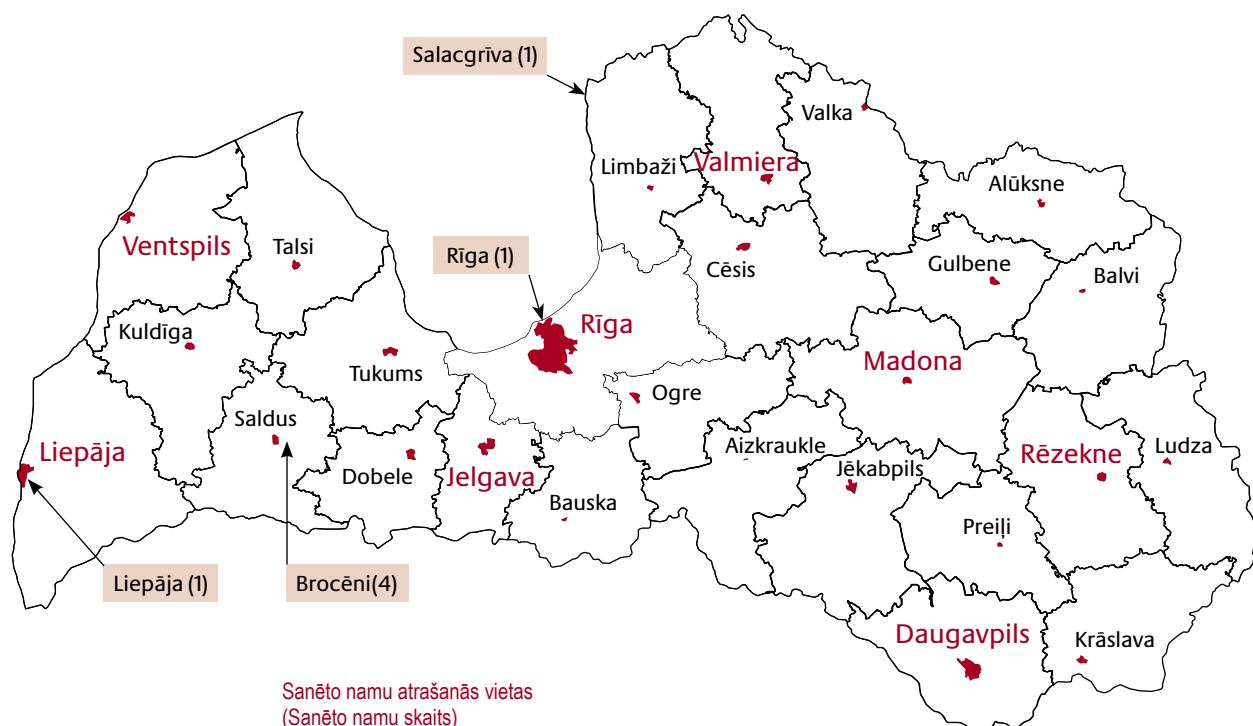 Salacgrīva (1)
Valka
Limbaži
Valmiera
Alūksne
Ventspils
Talsi
Rīga (1)
Cēsis
Gulbene
Balvi
Kuldīga
Rīga
Tukums
Madona
Ogre
Saldus
Aizkraukle
Liepāja
Dobele
Jelgava
Jēkabpils
Rēzekne
Ludza
Bauska
Preiļi
Liepāja (1)
Brocēni(4)
Daugavpils
Krāslava
Sanēto namu atrašanās vietas
(Sanēto namu skaits)